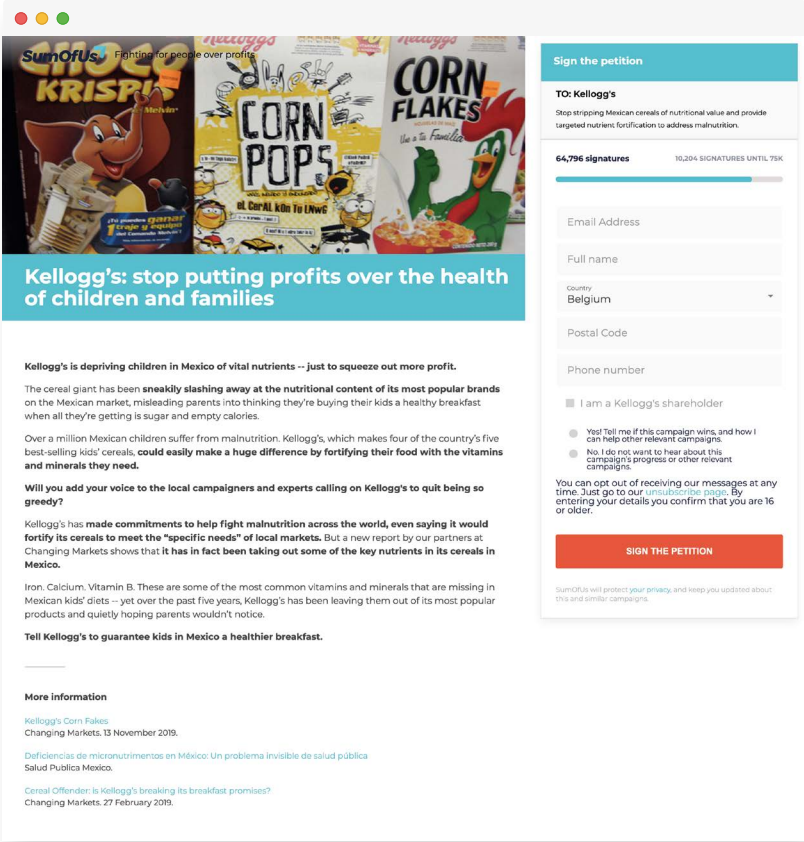 SumOfUs Fighting for people over profits
Kellogg's
CHOCO
KRISPIS
Melvin
¡Tú puedes ganar
1 traje y equipo
del Comando Melvin!
CORN
POPS
eL CerAL kOn Tu LNwG
CORN
FLAKES
Une a tu Familia
Kellogg's: stop putting profits over the health
of children and families
Kellogg's is depriving children in Mexico of vital nutrients -- just to squeeze out more profit.
The cereal giant has been sneakily slashing away at the nutritional content of its most popular brands
on the Mexican market, misleading parents into thinking they're buying their kids a healthy breakfast
when all they're getting is sugar and empty calories.
Over a million Mexican children suffer from malnutrition. Kellogg's, which makes four of the country's five
best-selling kids' cereals, could easily make a huge difference by fortifying their food with the vitamins
and minerals they need.
Will you add your voice to the local campaigners and experts calling on Kellogg's to quit being so
greedy?
Kellogg's has made commitments to help fight malnutrition across the world, even saying it would
fortify its cereals to meet the "specific needs" of local markets. But a new report by our partners at
Changing Markets shows that it has in fact been taking out some of the key nutrients in its cereals in
Mexico.
Iron. Calcium. Vitamin B. These are some of the most common vitamins and minerals that are missing in
Mexican kids' diets -- yet over the past five years, Kellogg's has been leaving them out of its most popular
products and quietly hoping parents wouldn't notice.
Tell Kellogg's to guarantee kids in Mexico a healthier breakfast.
More information
Kellogg's Corn Fakes
Changing Markets. 13 November 2019.
Deficiencias de micronutrimentos en México: Un problema invisible de salud pública
Salud Publica Mexico.
Cereal Offender: is Kellogg's breaking its breakfast promises?
Changing Markets. 27 February 2019.
Sign the petition
TO: Kellogg's
Stop stripping Mexican cereals of nutritional value and provide
targeted nutrient fortification to address malnutrition.
64,796 signatures
10,204 SIGNATURES UNTIL 75K
Email Address
Full name
Country
Belgium
Postal Code
Phone number
I am a Kellogg's shareholder
Yes! Tell me if this campaign wins, and how I
can help other relevant campaigns.
No. I do not want to hear about this
campaign's progress or other relevant
campaigns.
You can opt out of receiving our messages at any
time. Just go to our unsubscribe page. By
entering your details you confirm that you are 16
or older.
SIGN THE PETITION
SumOfUs will protect your privacy, and keep you updated about
this and similar campaigns.